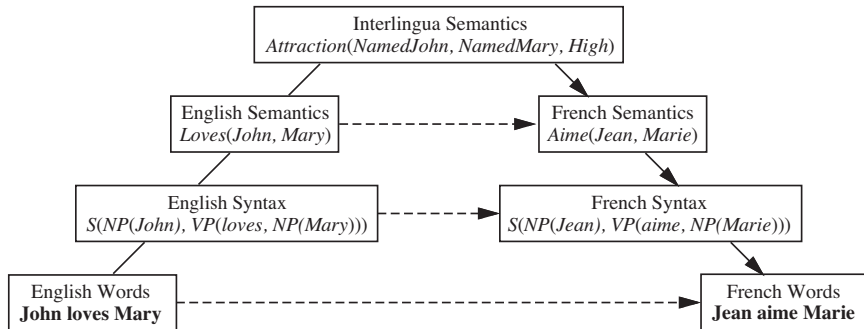 Interlingua Semantics
Attraction(NamedJohn, NamedMary, High)
English Semantics
Loves(John, Mary)
French Semantics
Aime(Jean, Marie)
English Syntax
S(NP(John), VP(loves, NP(Mary)))
French Syntax
S(NP(Jean), VP(aime, NP(Marie)))
English Words
John loves Mary
French Words
Jean aime Marie